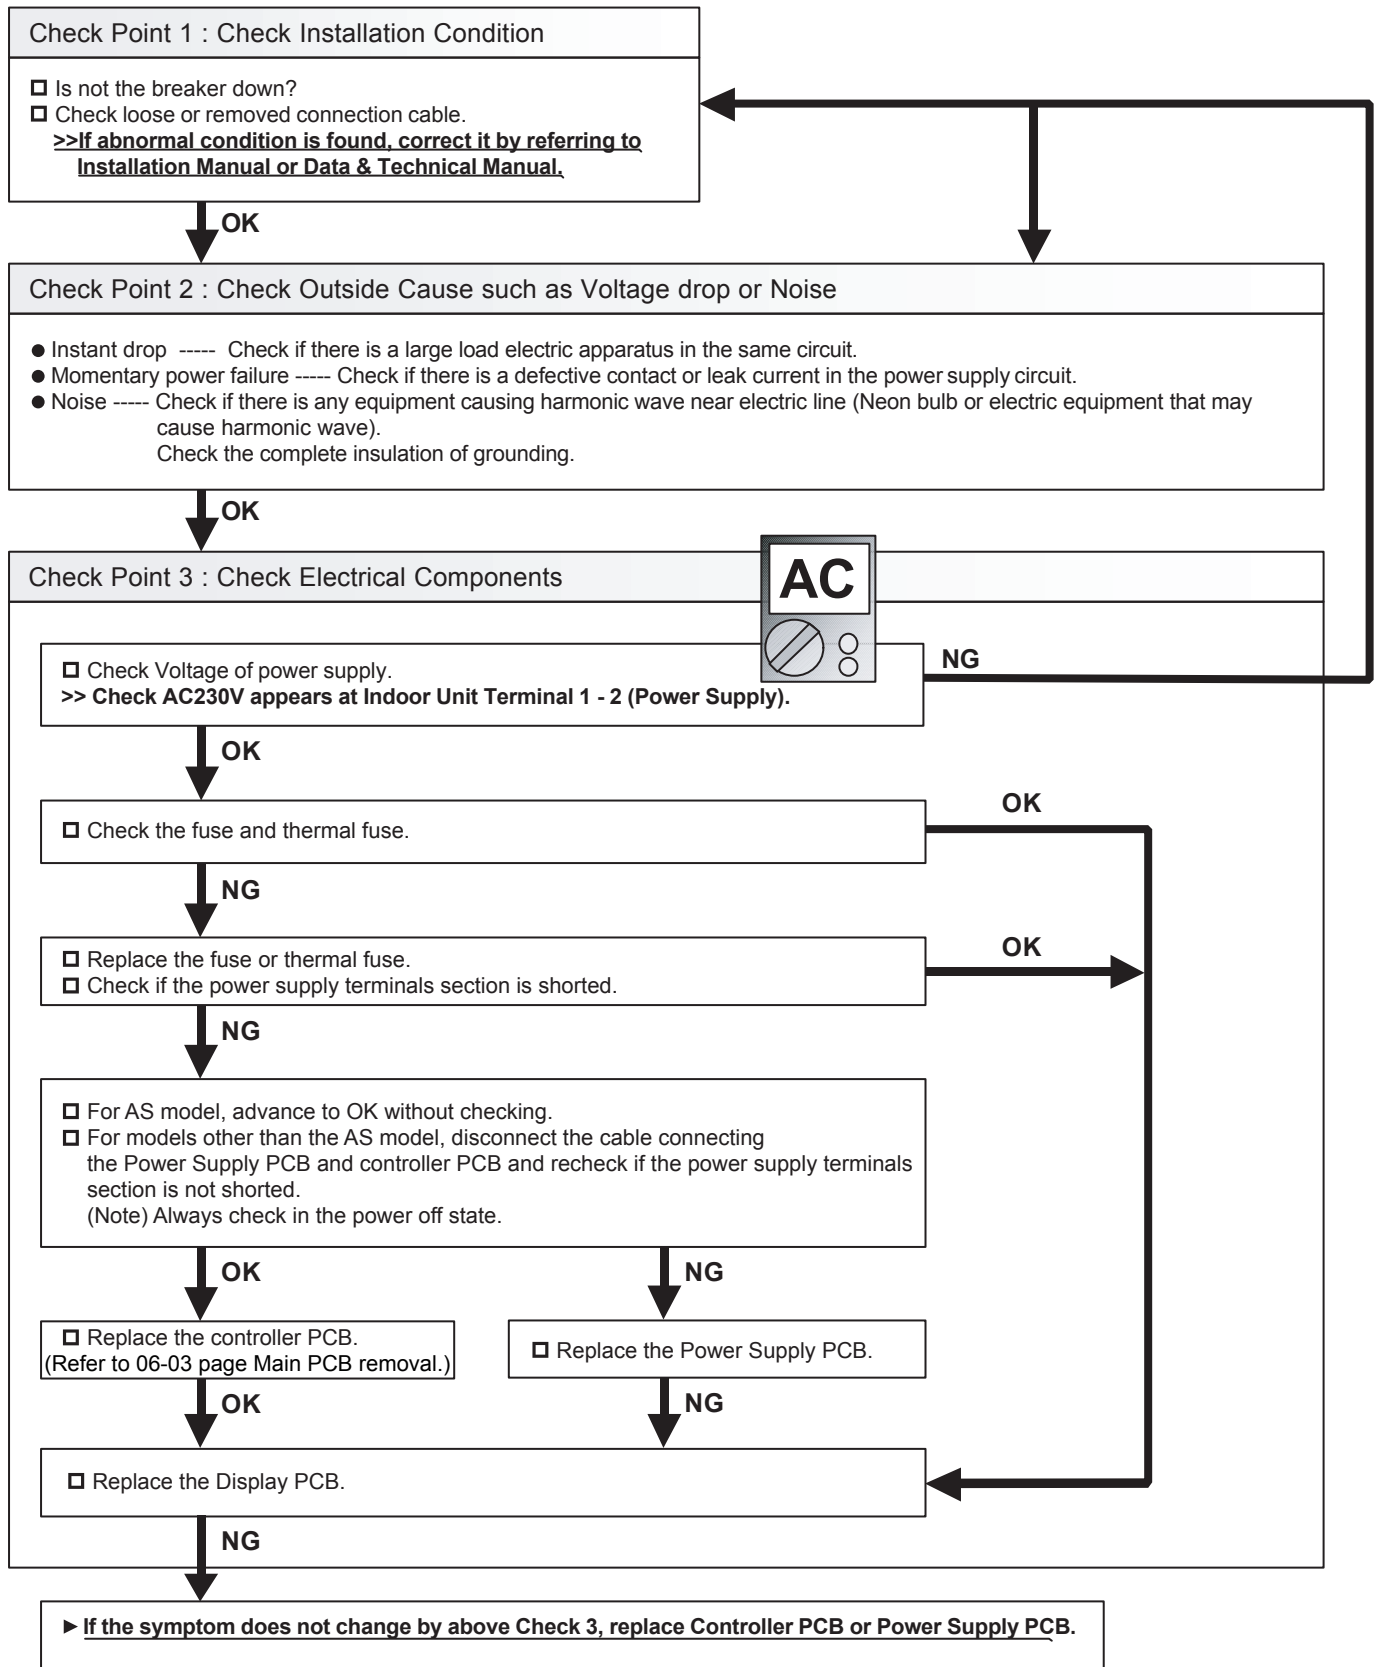 Check Point 1 : Check Installation Condition
Is not the breaker down?
Check loose or removed connection cable.
>>If abnormal condition is found, correct it by referring to
Installation Manual or Data & Technical Manual.
OK
Check Point 2 : Check Outside Cause such as Voltage drop or Noise
● Instant drop ----- Check if there is a large load electric apparatus in the same circuit.
● Momentary power failure ----- Check if there is a defective contact or leak current in the power supply circuit.
● Noise ----- Check if there is any equipment causing harmonic wave near electric line (Neon bulb or electric equipment that may
cause harmonic wave).
Check the complete insulation of grounding.
OK
Check Point 3 : Check Electrical Components
AC
Check Voltage of power supply.
>> Check AC230V appears at Indoor Unit Terminal 1 - 2 (Power Supply).
NG
OK
Check the fuse and thermal fuse.
OK
NG
Replace the fuse or thermal fuse.
Check if the power supply terminals section is shorted.
OK
NG
For AS model, advance to OK without checking.
For models other than the AS model, disconnect the cable connecting
the Power Supply PCB and controller PCB and recheck if the power supply terminals
section is not shorted.
(Note) Always check in the power off state.
OK
NG
Replace the controller PCB.
(Refer to 06-03 page Main PCB removal.)
Replace the Power Supply PCB.
OK
NG
Replace the Display PCB.
NG
► If the symptom does not change by above Check 3, replace Controller PCB or Power Supply PCB.